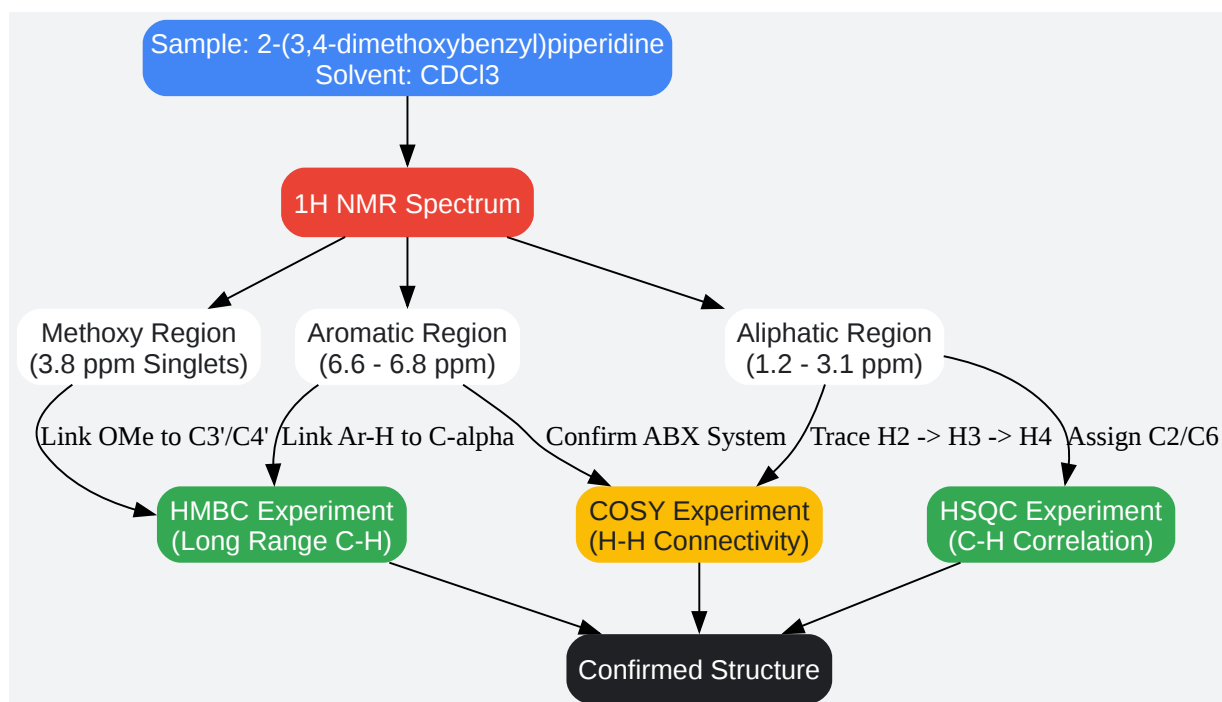 Sample: 2-(3,4-dimethoxybenzyl)piperidine
Solvent: CDCl3
1H NMR Spectrum
Methoxy Region
(3.8 ppm Singlets)
Aromatic Region
(6.6 - 6.8 ppm)
Aliphatic Region
(1.2 - 3.1 ppm)
Link OMe to C3'/C4'
Link Ar-H to C-alpha
Confirm ABX System
Trace H2 -> H3 -> H4
Assign C2/C6
HMBC Experiment
(Long Range C-H)
COSY Experiment
(H-H Connectivity)
HSQC Experiment
(C-H Correlation)
Confirmed Structure